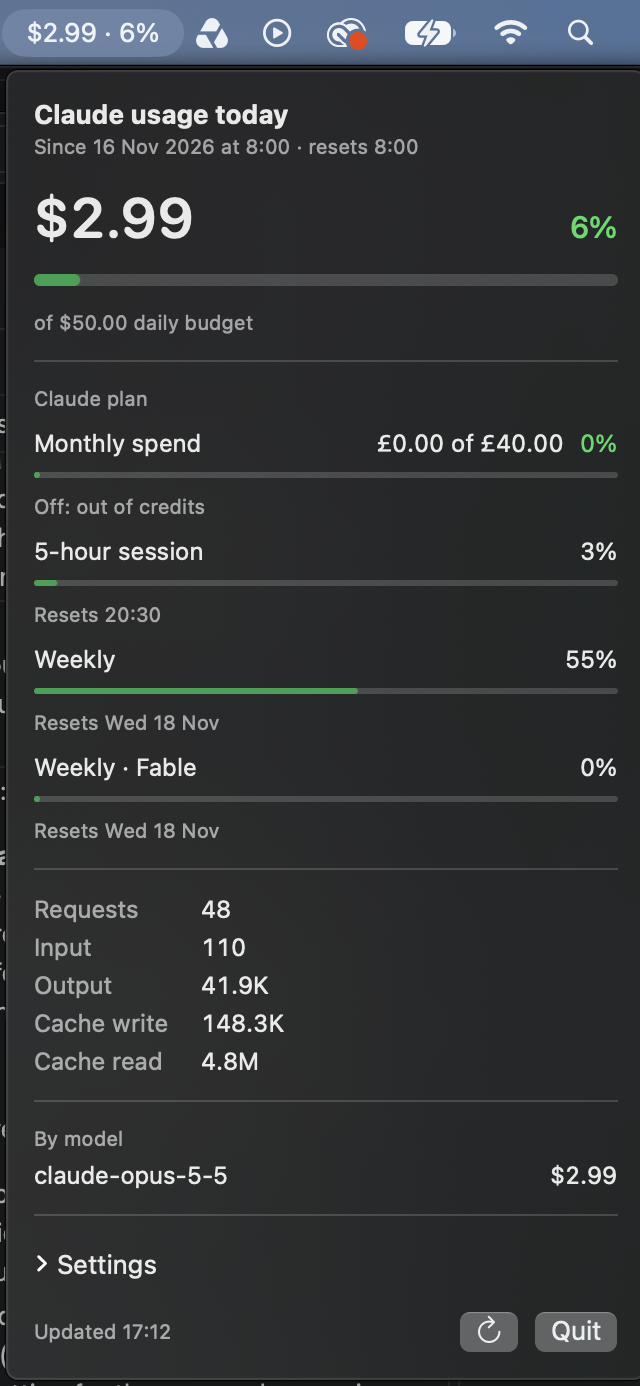 $2.99 · 6%
Claude usage today
Since 16 Nov 2026 at 8:00 · resets 8:00
$2.99 6%
of $50.00 daily budget
Claude plan
Monthly spend £0.00 of £40.00 0%
Off: out of credits
5-hour session 3%
Resets 20:30
Weekly 55%
Resets Wed 18 Nov
Weekly · Fable 0%
Resets Wed 18 Nov
Requests 48
Input 110
Output 41.9K
Cache write 148.3K
Cache read 4.8M
By model
claude-opus-5-5 $2.99
Settings
Updated 17:12 Quit